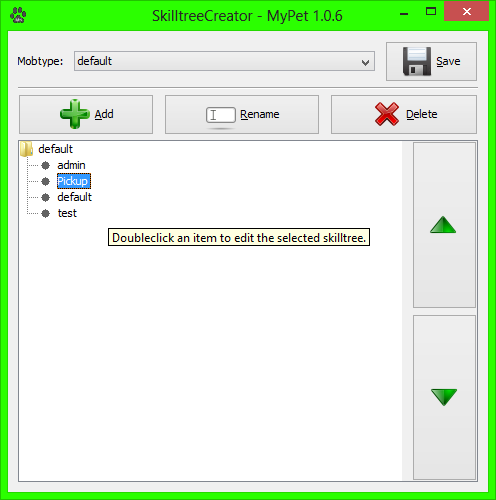 SkilltreeCreator - MyPet 1.0.6
Mobtype:
default
Save
Add
Rename
Delete
default
admin
Pickup
default
test
Doubleclick an item to edit the selected skilltree.